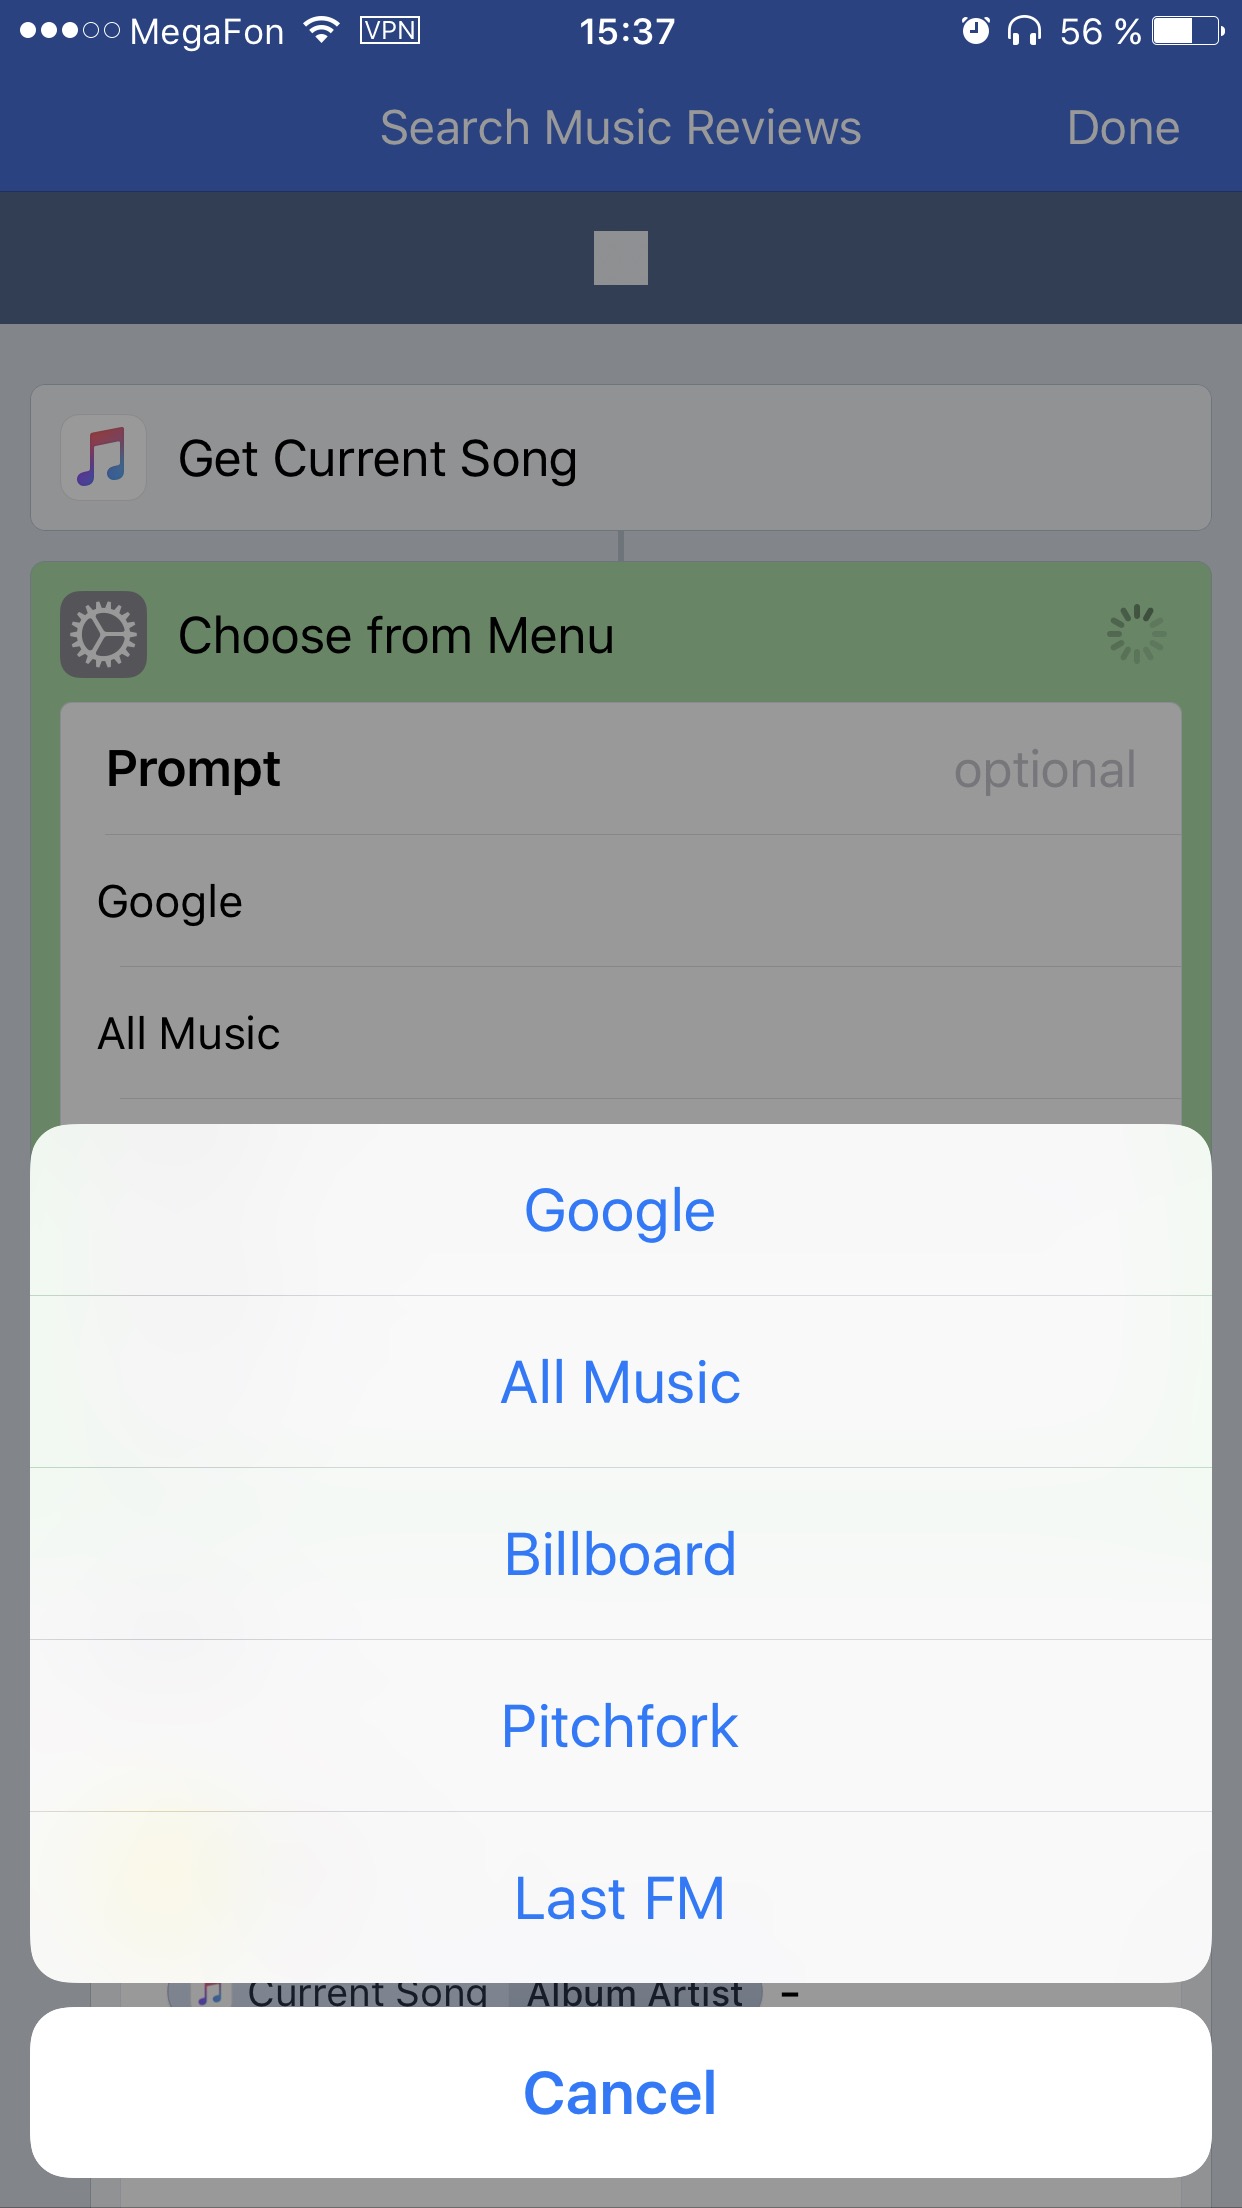 MegaFon VPN 15:37 56 %
Search Music Reviews Done
Get Current Song
Choose from Menu
Prompt optional
Google
All Music
Google
All Music
Billboard
Pitchfork
Last FM
Current Song Album Artist –
Cancel